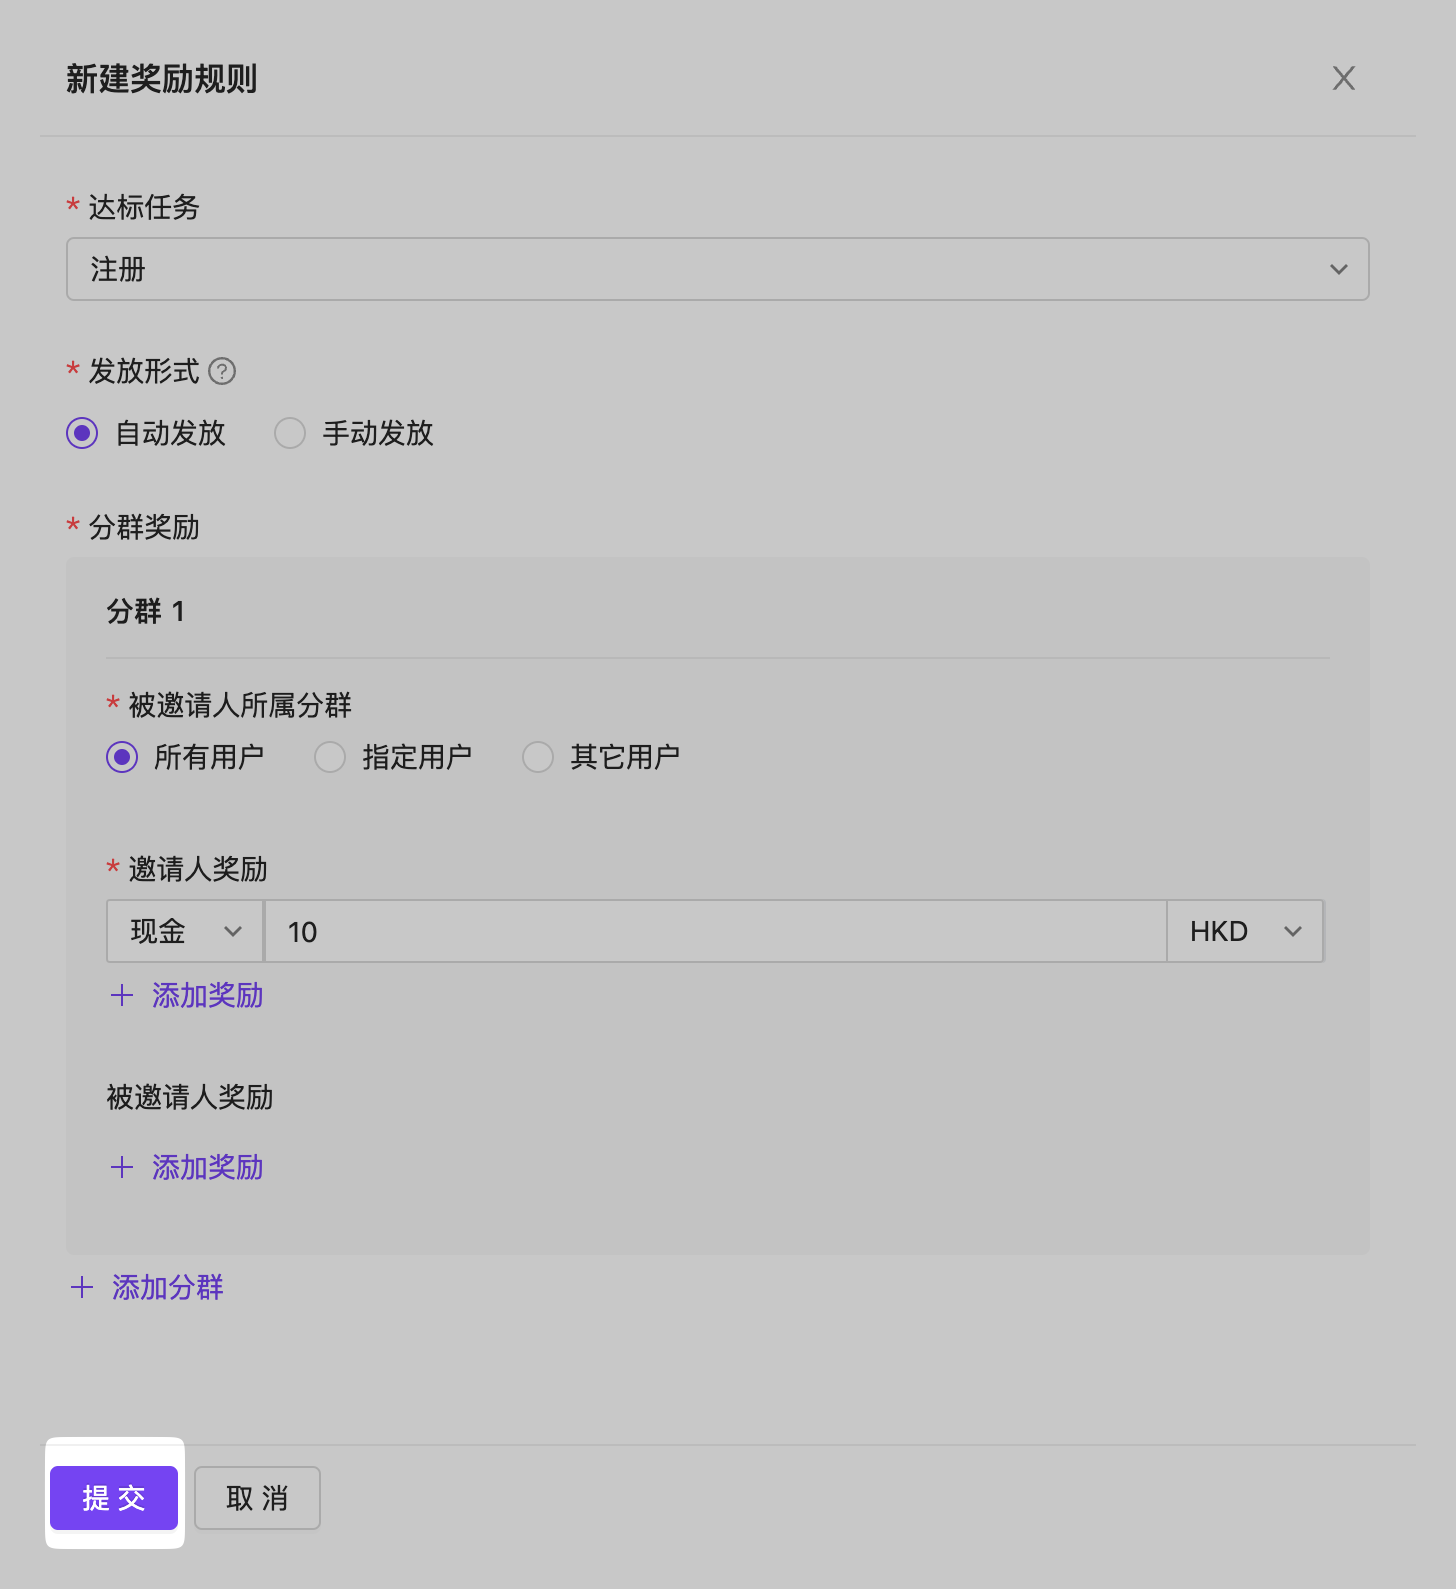 新建奖励规则
* 达标任务
注册
* 发放形式 ?
自动发放 手动发放
* 分群奖励
分群 1
* 被邀请人所属分群
所有用户 指定用户 其它用户
* 邀请人奖励
现金 10 HKD
+ 添加奖励
被邀请人奖励
+ 添加奖励
+ 添加分群
提交 取消